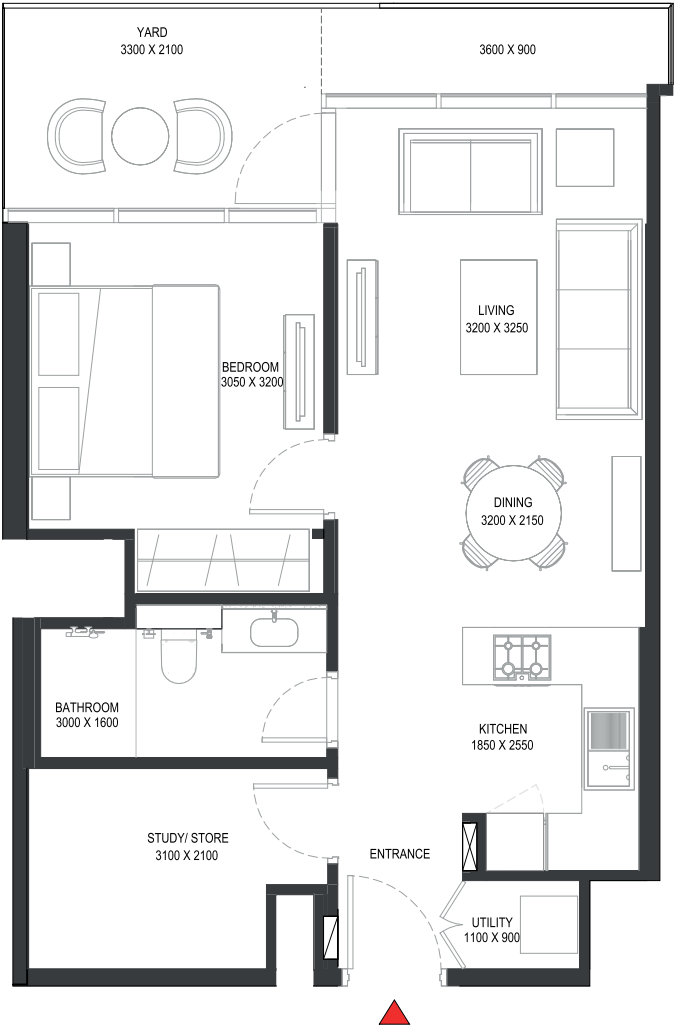 YARD
3300 X 2100
3600 X 900
LIVING
3200 X 3250
BEDROOM
3050 X 3200
DINING
3200 X 2150
BATHROOM
3000 X 1600
KITCHEN
1850 X 2550
STUDY/ STORE
3100 X 2100
ENTRANCE
UTILITY
1100 X 900